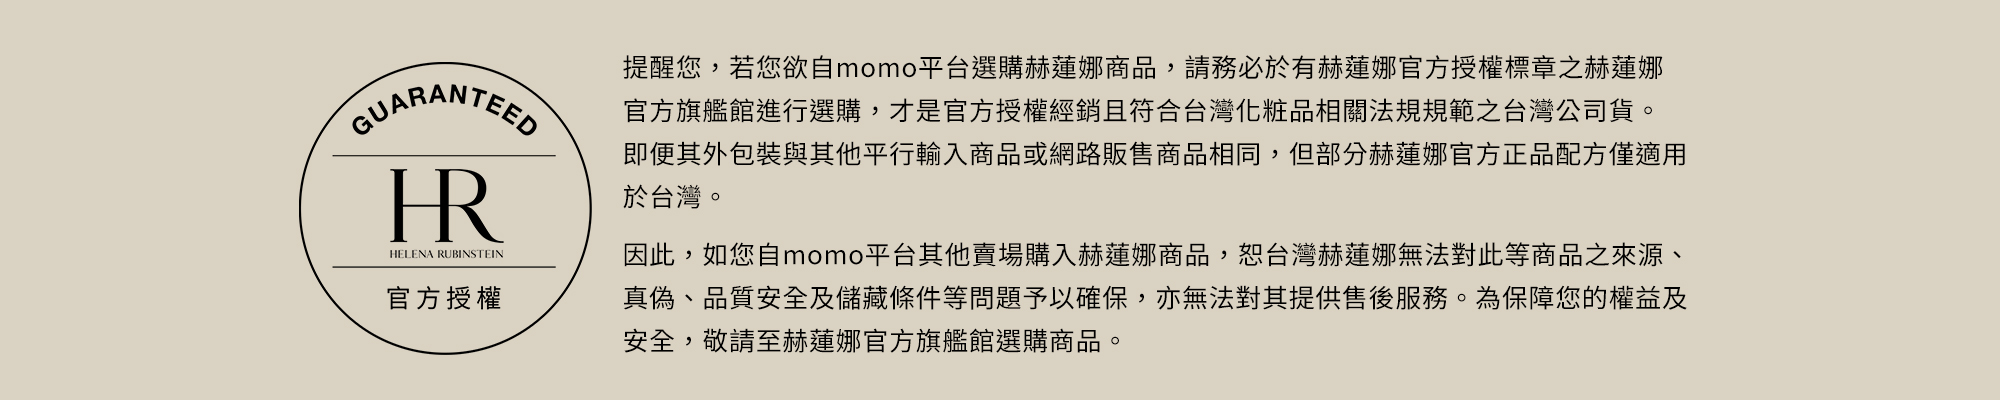 GUARANTEED
HR
HELENA RUBINSTEIN
官方授權
提醒您，若您欲自momo平台選購赫蓮娜商品，請務必於有赫蓮娜官方授權標章之赫蓮娜
官方旗艦館進行選購，才是官方授權經銷且符合台灣化粧品相關法規規範之台灣公司貨。
即便其外包裝與其他平行輸入商品或網路販售商品相同，但部分赫蓮娜官方正品配方僅適用
於台灣。
因此，如您自momo平台其他賣場購入赫蓮娜商品，恕台灣赫蓮娜無法對此等商品之來源、
真偽、品質安全及儲藏條件等問題予以確保，亦無法對其提供售後服務。為保障您的權益及
安全，敬請至赫蓮娜官方旗艦館選購商品。